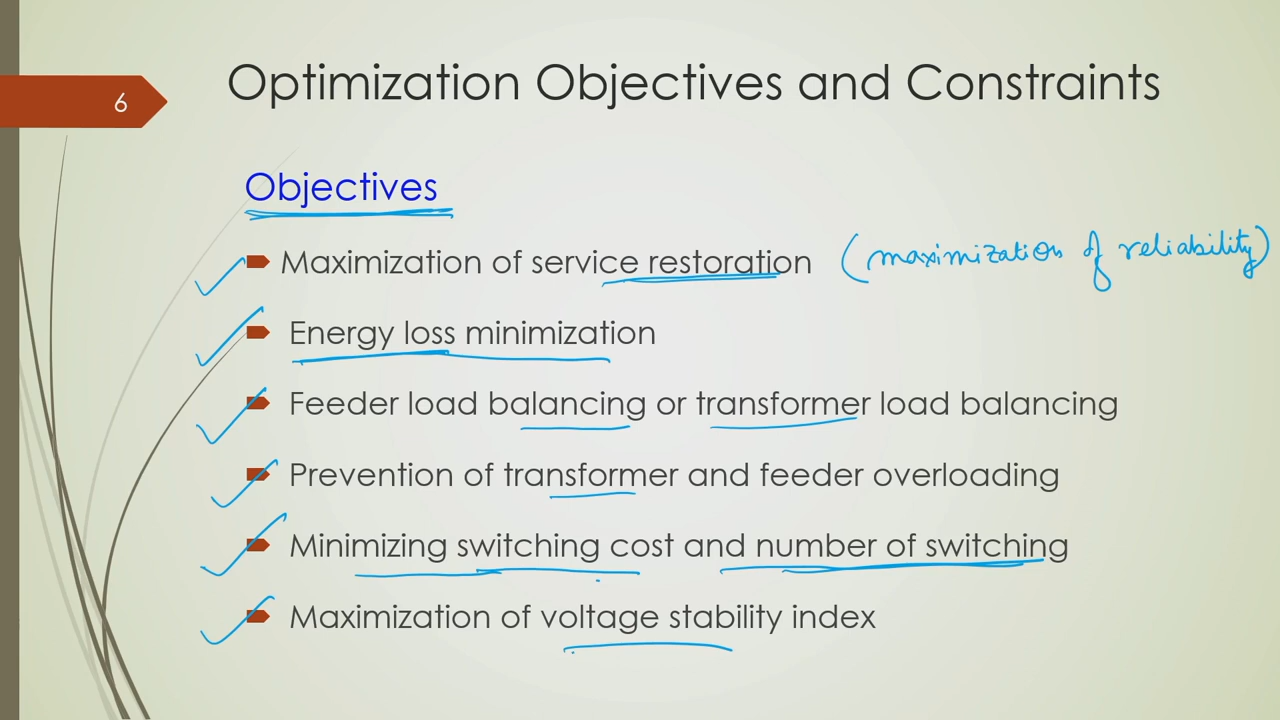 6
Optimization Objectives and Constraints
Objectives
Maximization of service restoration (maximization of reliability)
Energy loss minimization
Feeder load balancing or transformer load balancing
Prevention of transformer and feeder overloading
Minimizing switching cost and number of switching
Maximization of voltage stability index